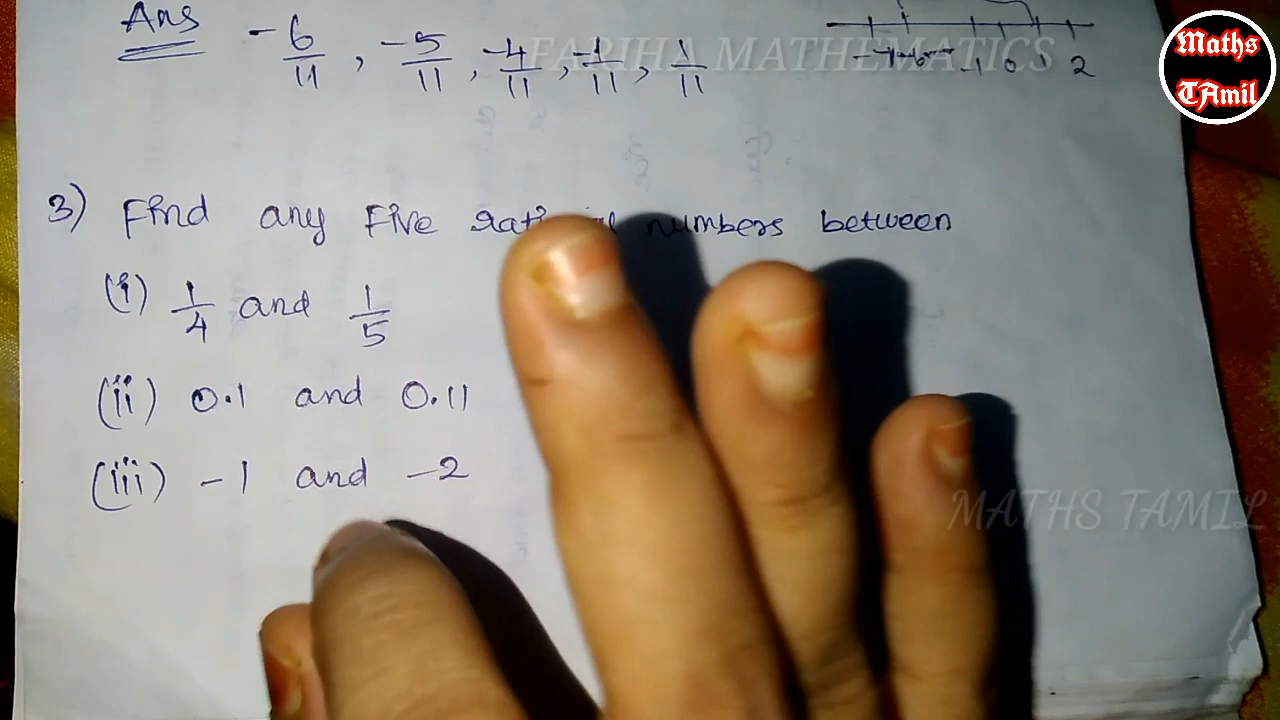 Ans -6/11, -5/11, -4/11, -1/11, 1/11
-1 0 1 2
FARIHA MATHEMATICS
Maths
TAmil
3) Find any Five numbers between
(i) 1/4 and 1/5
(ii) 0.1 and 0.11
(iii) -1 and -2
MATHS TAMIL